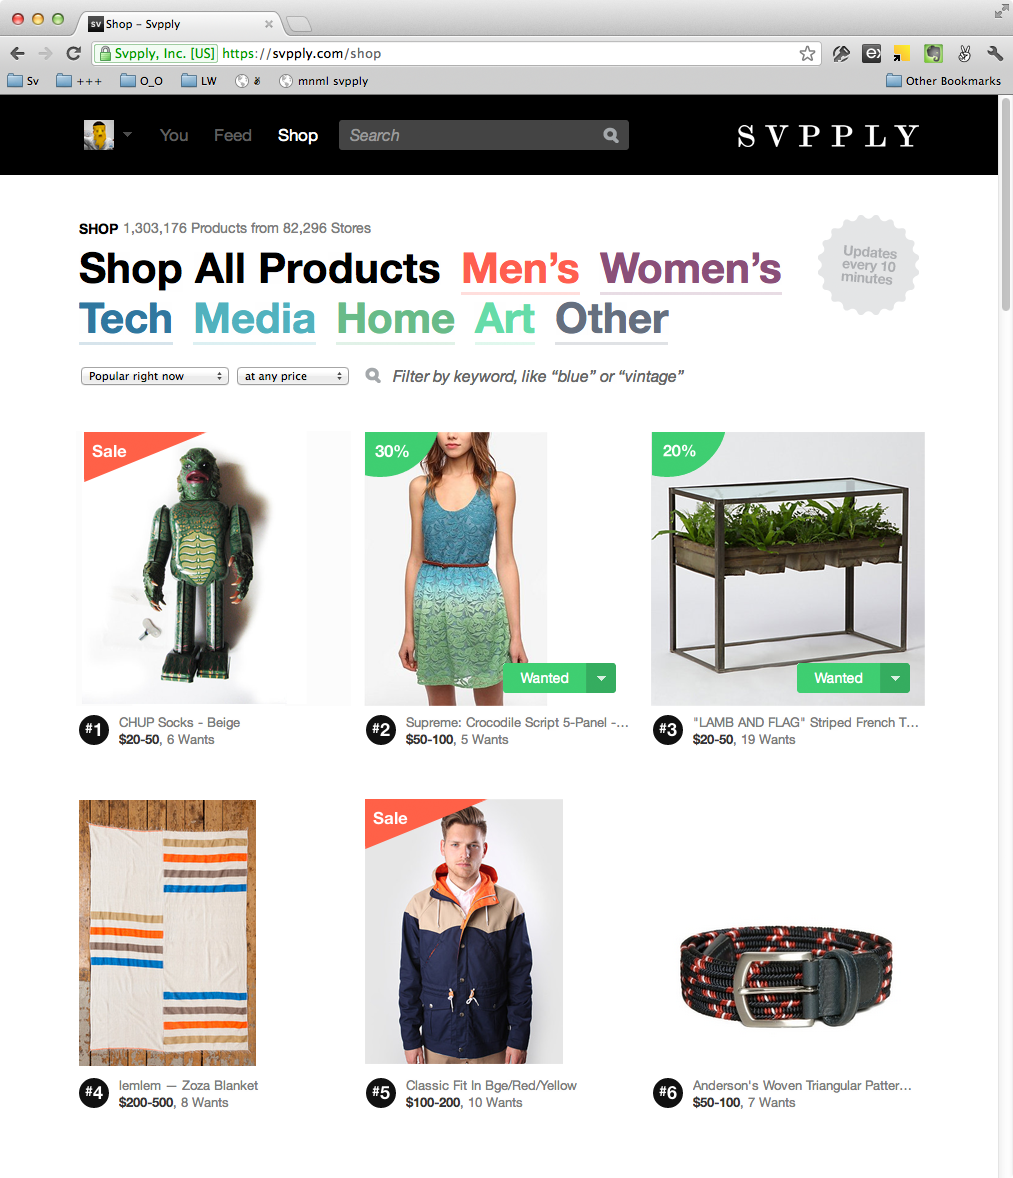 SV Shop – Svpply
Svpply, Inc. [US] https://svpply.com/shop
Sv +++ O_O LW mnml svpply Other Bookmarks
You Feed Shop Search SVPPLY
SHOP 1,303,176 Products from 82,296 Stores
Shop All Products Men’s Women’s
Tech Media Home Art Other
Updates
every 10
minutes
Popular right now at any price Filter by keyword, like “blue” or “vintage”
Sale 30% 20%
Wanted Wanted
#1 CHUP Socks - Beige
$20-50, 6 Wants
#2 Supreme: Crocodile Script 5-Panel -...
$50-100, 5 Wants
#3 "LAMB AND FLAG" Striped French T...
$20-50, 19 Wants
Sale
#4 lemlem — Zoza Blanket
$200-500, 8 Wants
#5 Classic Fit In Bge/Red/Yellow
$100-200, 10 Wants
#6 Anderson's Woven Triangular Patter...
$50-100, 7 Wants